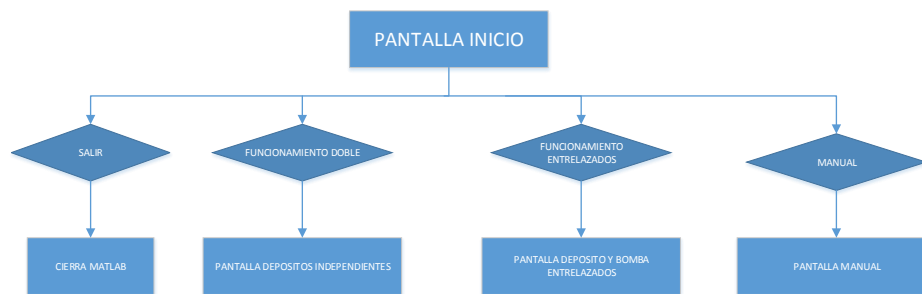 PANTALLA INICIO
SALIR
FUNCIONAMIENTO DOBLE
FUNCIONAMIENTO
ENTRELAZADOS
MANUAL
CIERRA MATLAB
PANTALLA DEPOSITOS INDEPENDIENTES
PANTALLA DEPOSITO Y BOMBA
ENTRELAZADOS
PANTALLA MANUAL